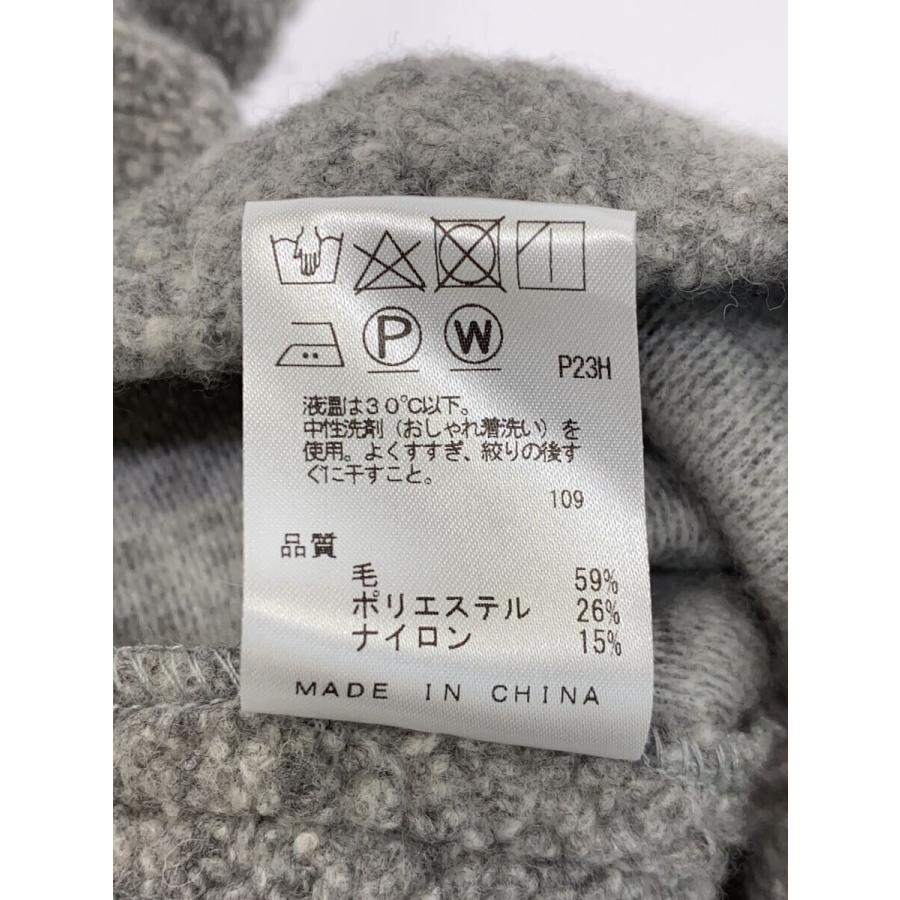 P W
P23H
液温は30℃以下。
中性洗剤（おしゃれ着洗い）を
使用。よくすすぎ、絞りの後す
ぐに干すこと。
109
品質
毛 59%
ポリエステル 26%
ナイロン 15%
MADE IN CHINA